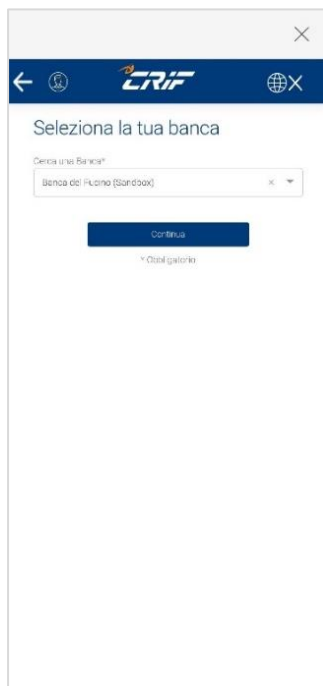 CRIF
Seleziona la tua banca
Cerca una Banca*
Banca del Fucino (Sandbox)
Continua
* Obbligatorio